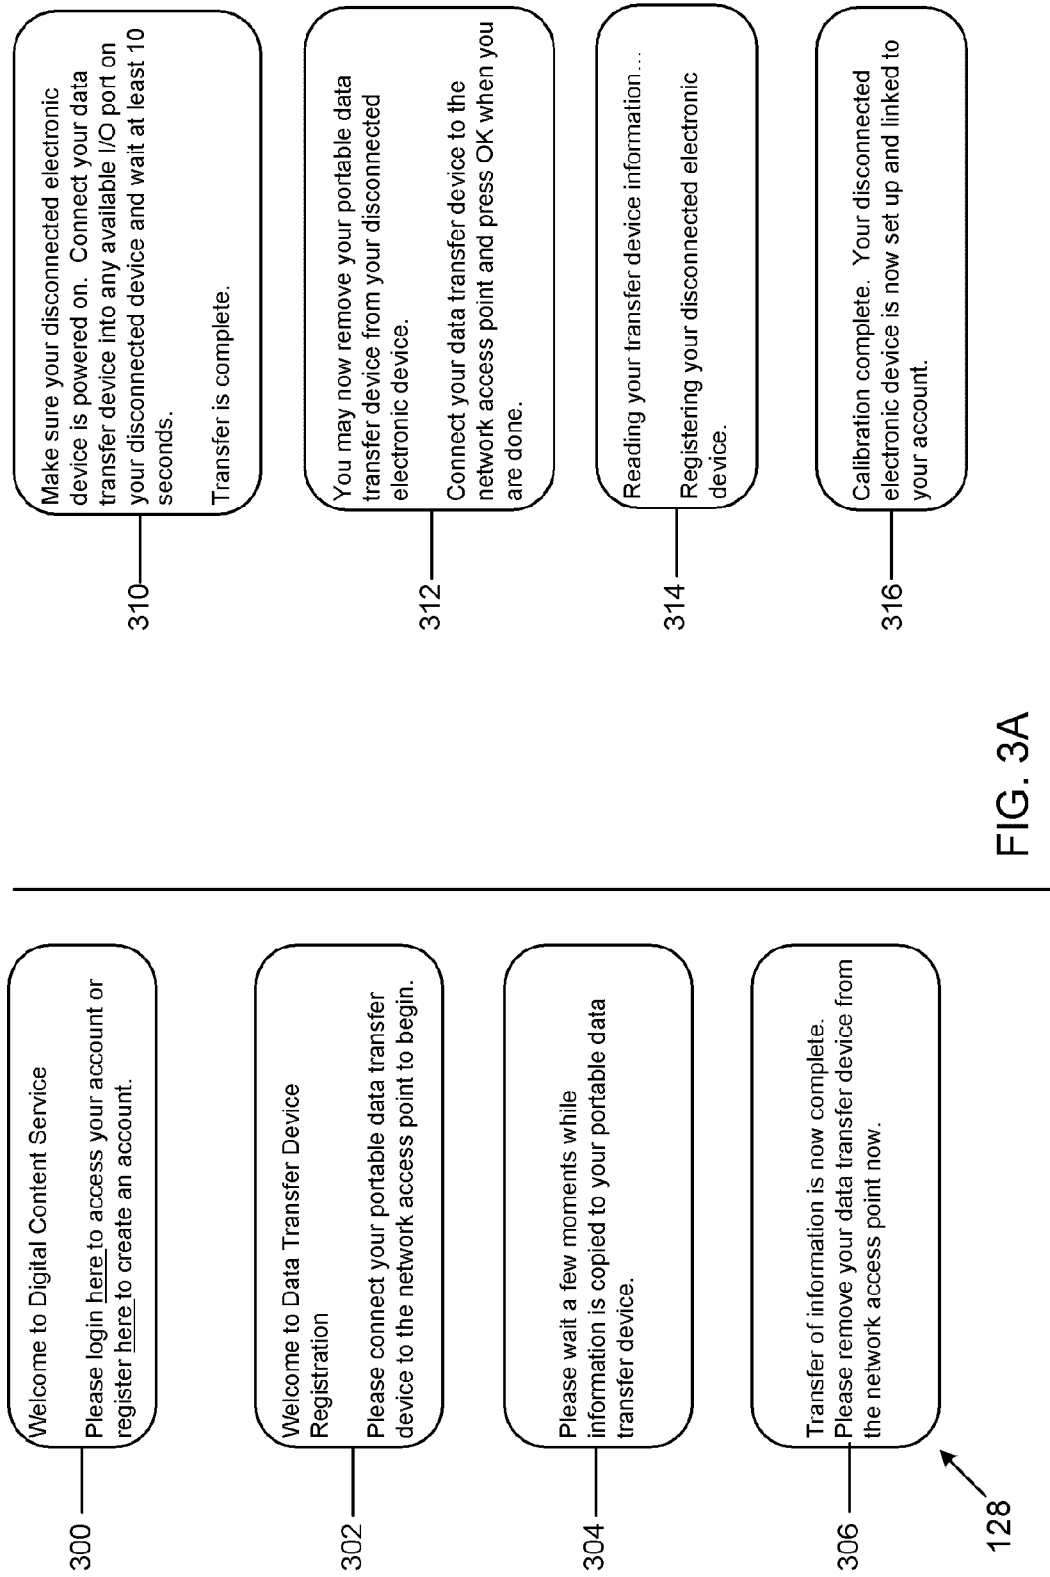 300
Welcome to Digital Content Service
Please login here to access your account or
register here to create an account.
302
Welcome to Data Transfer Device
Registration
Please connect your portable data transfer
device to the network access point to begin.
304
Please wait a few moments while
information is copied to your portable data
transfer device.
306
Transfer of information is now complete.
Please remove your data transfer device from
the network access point now.
128
310
Make sure your disconnected electronic
device is powered on.  Connect your data
transfer device into any available I/O port on
your disconnected device and wait at least 10
seconds.
Transfer is complete.
312
You may now remove your portable data
transfer device from your disconnected
electronic device.
Connect your data transfer device to the
network access point and press OK when you
are done.
314
Reading your transfer device information...
Registering your disconnected electronic
device.
316
Calibration complete.  Your disconnected
electronic device is now set up and linked to
your account.
FIG. 3A